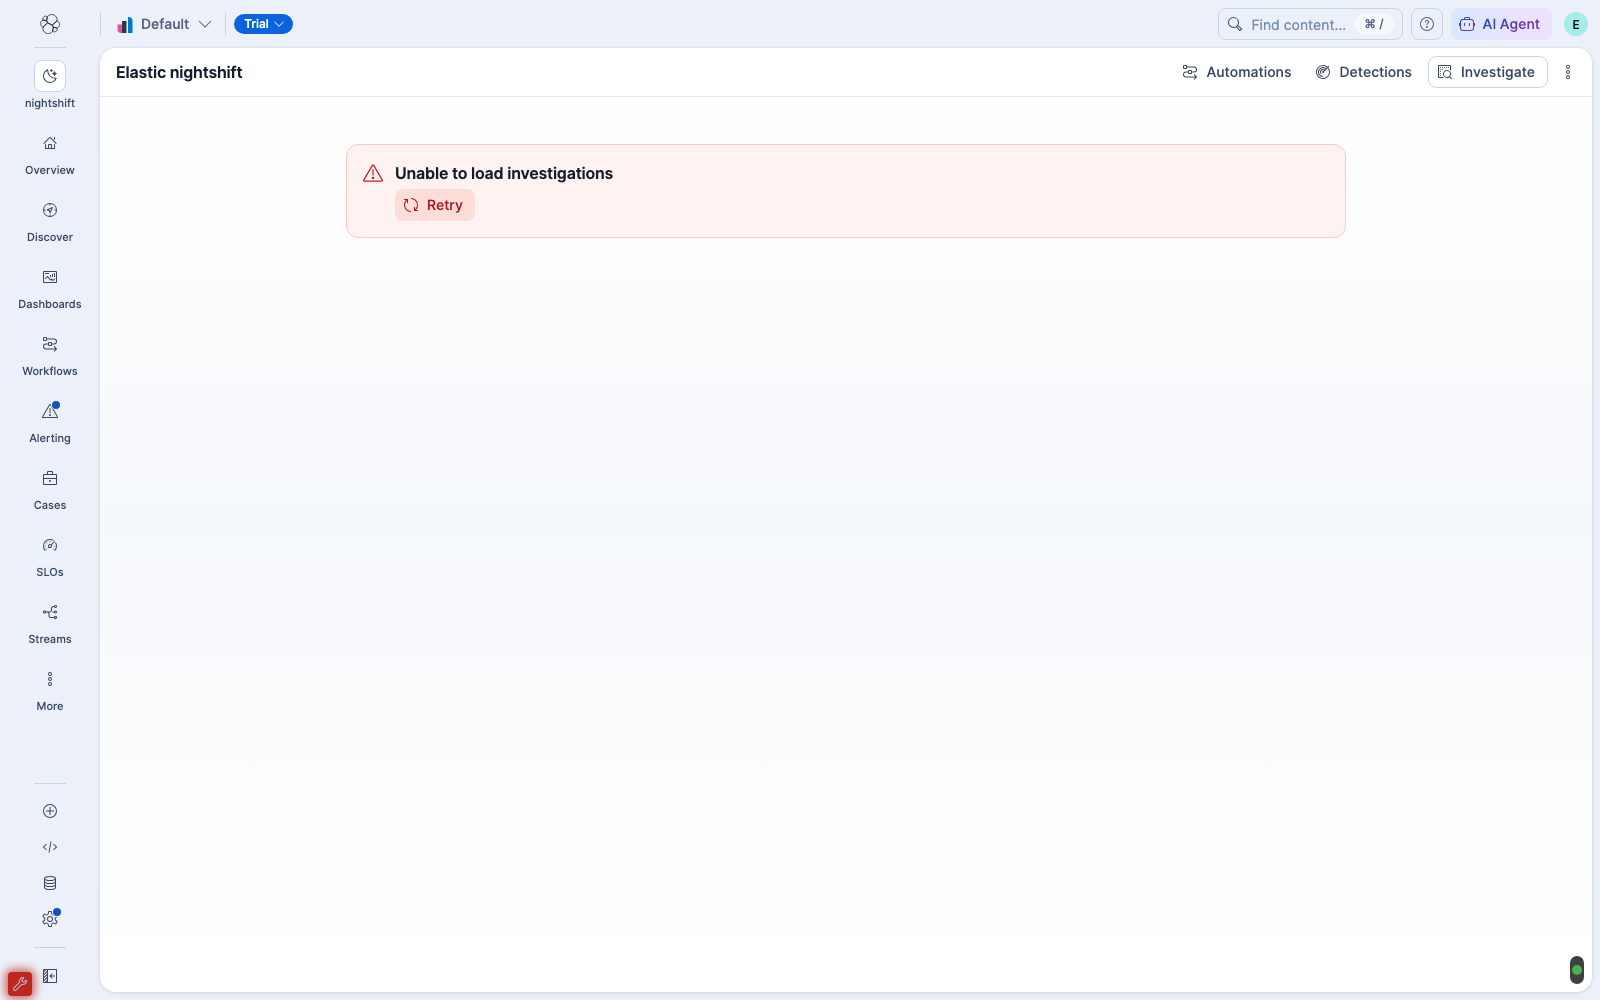 Default
Trial
Find content...
⌘ /
AI Agent
E
nightshift
Overview
Discover
Dashboards
Workflows
Alerting
Cases
SLOs
Streams
More
Elastic nightshift
Automations
Detections
Investigate
Unable to load investigations
Retry